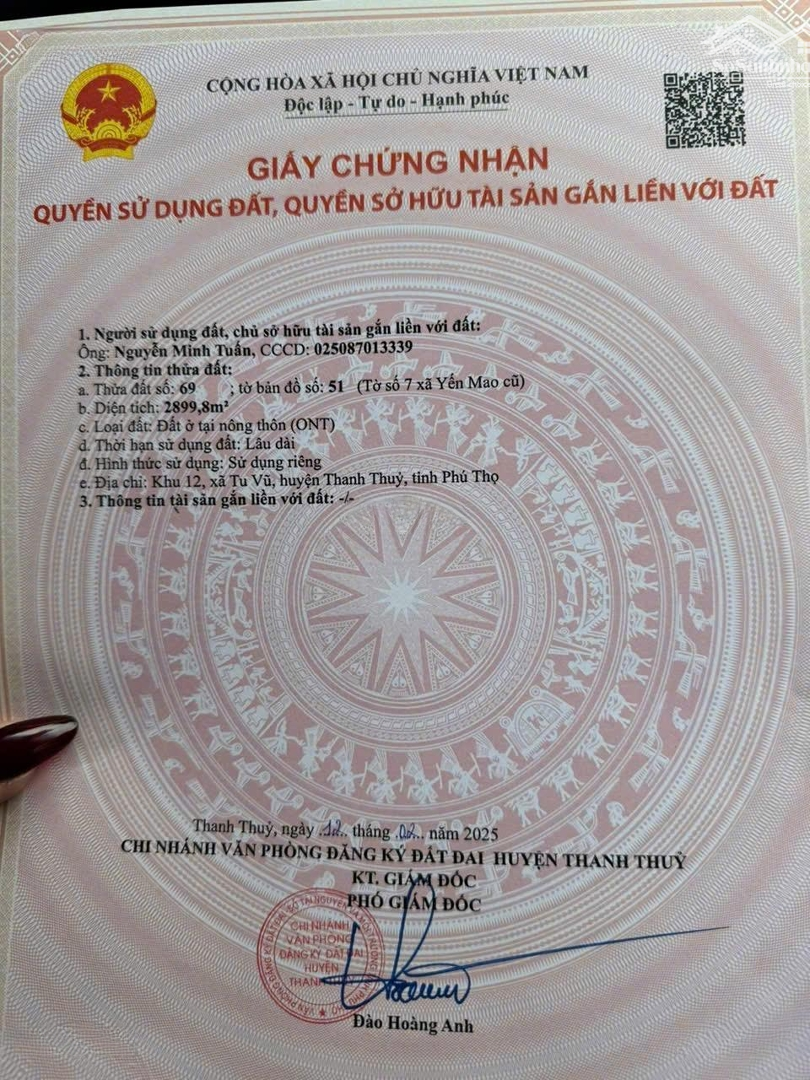 CỘNG HÒA XÃ HỘI CHỦ NGHĨA VIỆT NAM
Độc lập - Tự do - Hạnh phúc
GIẤY CHỨNG NHẬN
QUYỀN SỬ DỤNG ĐẤT, QUYỀN SỞ HỮU TÀI SẢN GẮN LIỀN VỚI ĐẤT
1. Người sử dụng đất, chủ sở hữu tài sản gắn liền với đất:
Ông: Nguyễn Minh Tuấn, CCCD: 025087013339
2. Thông tin thửa đất:
a. Thửa đất số: 69 ; tờ bản đồ số: 51 (Tờ số 7 xã Yến Mao cũ)
b. Diện tích: 2899,8m²
c. Loại đất: Đất ở tại nông thôn (ONT)
d. Thời hạn sử dụng đất: Lâu dài
đ. Hình thức sử dụng: Sử dụng riêng
e. Địa chỉ: Khu 12, xã Tu Vũ, huyện Thanh Thuỷ, tỉnh Phú Thọ
3. Thông tin tài sản gắn liền với đất: -/-
Thanh Thuỷ, ngày .12.. tháng .02.. năm 2025
CHI NHÁNH VĂN PHÒNG ĐĂNG KÝ ĐẤT ĐAI HUYỆN THANH THUỶ
KT. GIÁM ĐỐC
PHÓ GIÁM ĐỐC
CHI NHÁNH
VĂN PHÒNG
ĐĂNG KÝ ĐẤT ĐAI
HUYỆN
Đào Hoàng Anh